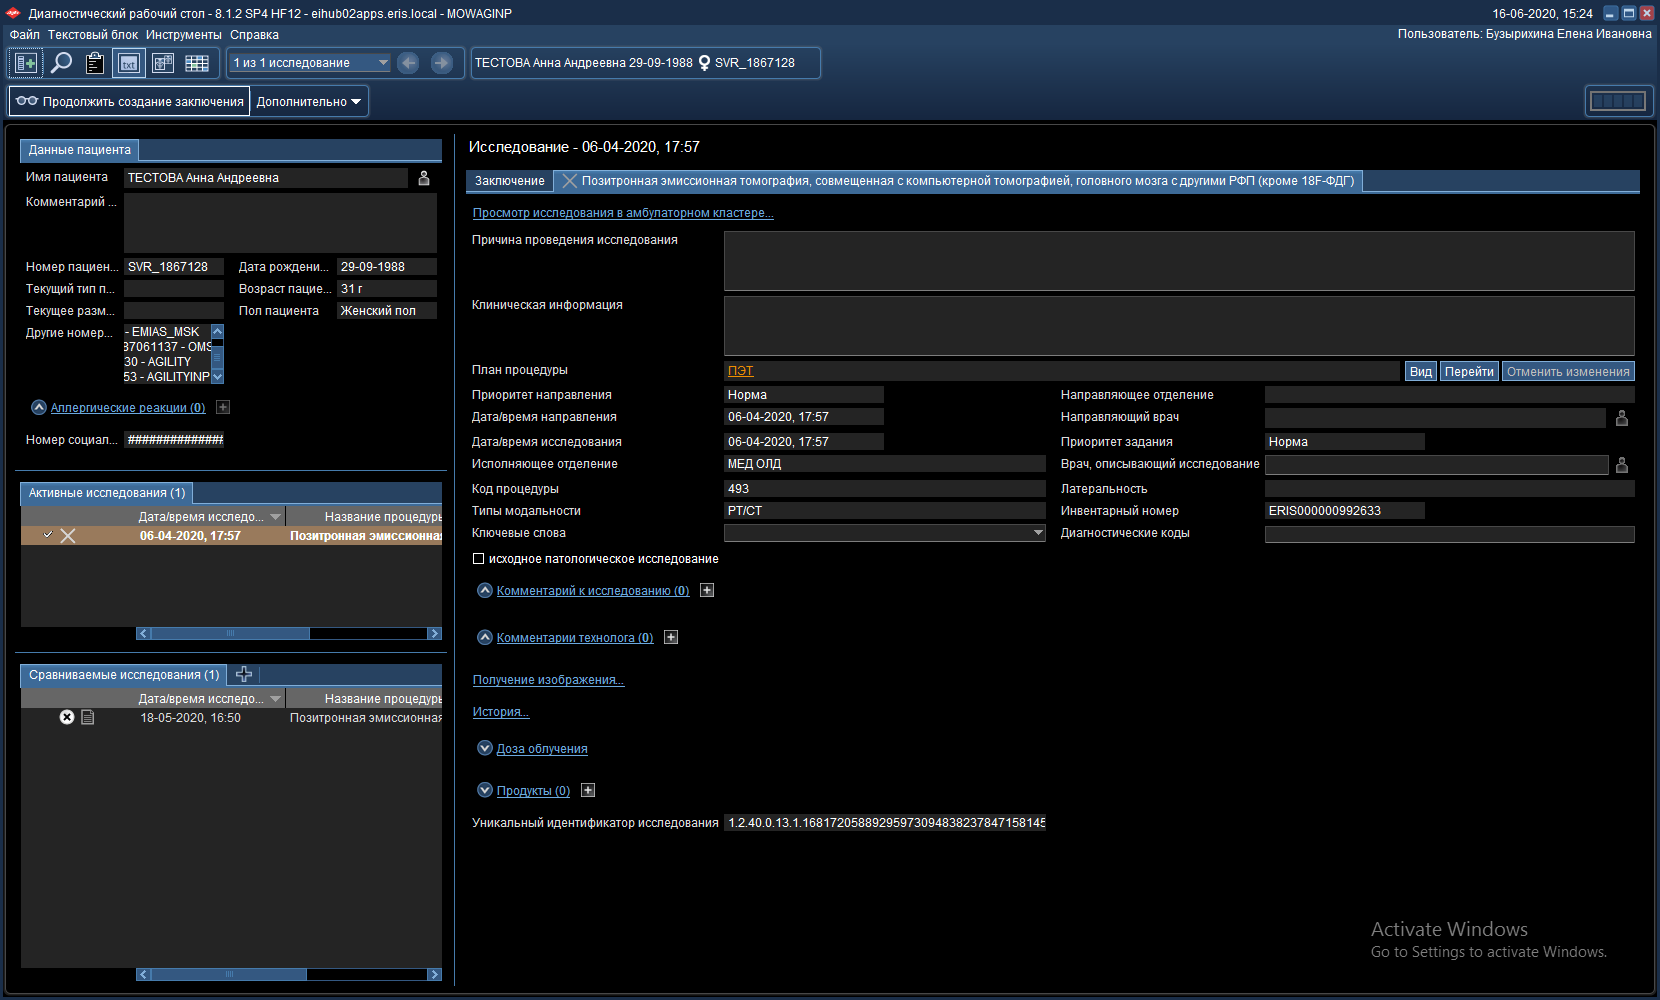 Диагностический рабочий стол - 8.1.2 SP4 HF12 - eihub02apps.eris.local - MOWAGINP
16-06-2020, 15:24
Файл Текстовый блок Инструменты Справка
Пользователь: Бузырихина Елена Ивановна
txt
1 из 1 исследование
ТЕСТОВА Анна Андреевна 29-09-1988 SVR_1867128
Продолжить создание заключения
Дополнительно
Данные пациента
Имя пациента ТЕСТОВА Анна Андреевна
Комментарий ...
Номер пациен... SVR_1867128 Дата рождени... 29-09-1988
Текущий тип п... Возраст пацие... 31 г
Текущее разм... Пол пациента Женский пол
Другие номер... - EMIAS_MSK
37061137 - OMS
30 - AGILITY
53 - AGILITYINP
Аллергические реакции (0)
Номер социал... ##############
Активные исследования (1)
Дата/время исследо... Название процедуры
06-04-2020, 17:57 Позитронная эмиссионная
Сравниваемые исследования (1)
Дата/время исследо... Название процедуры
18-05-2020, 16:50 Позитронная эмиссионная
Исследование - 06-04-2020, 17:57
Заключение
Позитронная эмиссионная томография, совмещенная с компьютерной томографией, головного мозга с другими РФП (кроме 18F-ФДГ)
Просмотр исследования в амбулаторном кластере...
Причина проведения исследования
Клиническая информация
План процедуры ПЭТ Вид Перейти Отменить изменения
Приоритет направления Норма Направляющее отделение
Дата/время направления 06-04-2020, 17:57 Направляющий врач
Дата/время исследования 06-04-2020, 17:57 Приоритет задания Норма
Исполняющее отделение МЕД ОЛД Врач, описывающий исследование
Код процедуры 493 Латеральность
Типы модальности PT/CT Инвентарный номер ERIS000000992633
Ключевые слова Диагностические коды
исходное патологическое исследование
Комментарий к исследованию (0)
Комментарии технолога (0)
Получение изображения...
История...
Доза облучения
Продукты (0)
Уникальный идентификатор исследования 1.2.40.0.13.1.168172058892959730948382378471581​45
Activate Windows
Go to Settings to activate Windows.